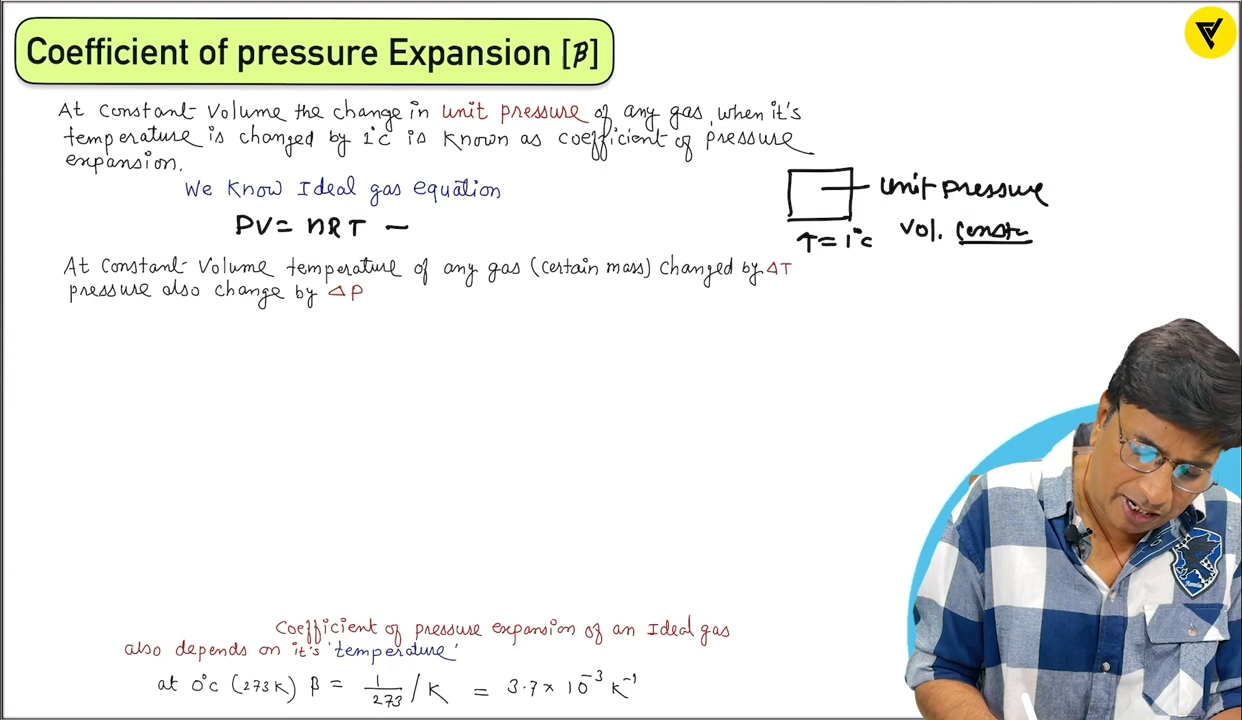 Coefficient of pressure Expansion [β]
At Constant Volume the change in unit pressure of any gas, when it's
temperature is changed by 1°C is known as coefficient of pressure
expansion.
We know Ideal gas equation
PV = nRT —
unit pressure
Vol. const
↑ = 1°C
At Constant Volume temperature of any gas (certain mass) changed by ΔT
pressure also change by ΔP
Coefficient of pressure expansion of an Ideal gas
also depends on it's 'temperature'
at 0°C (273K) β = 1/273 /K = 3.7 × 10⁻³ K⁻¹